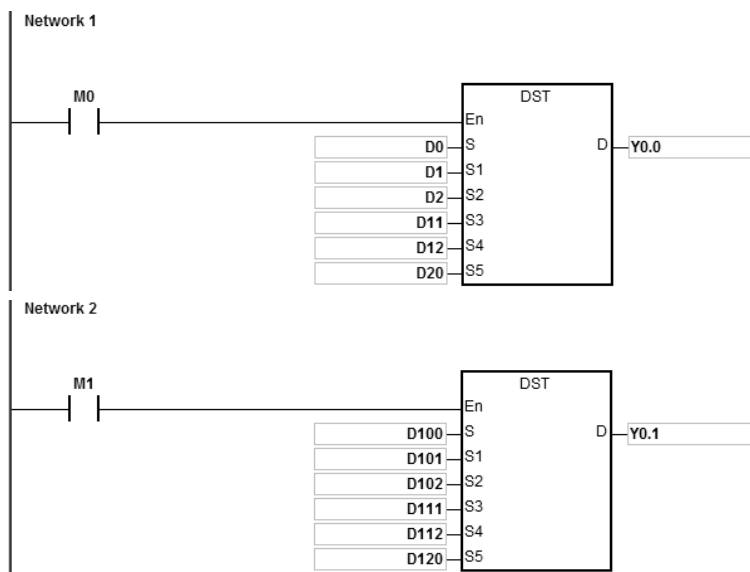 Network 1
M0
DST
En
D0 S D Y0.0
D1 S1
D2 S2
D11 S3
D12 S4
D20 S5
Network 2
M1
DST
En
D100 S D Y0.1
D101 S1
D102 S2
D111 S3
D112 S4
D120 S5